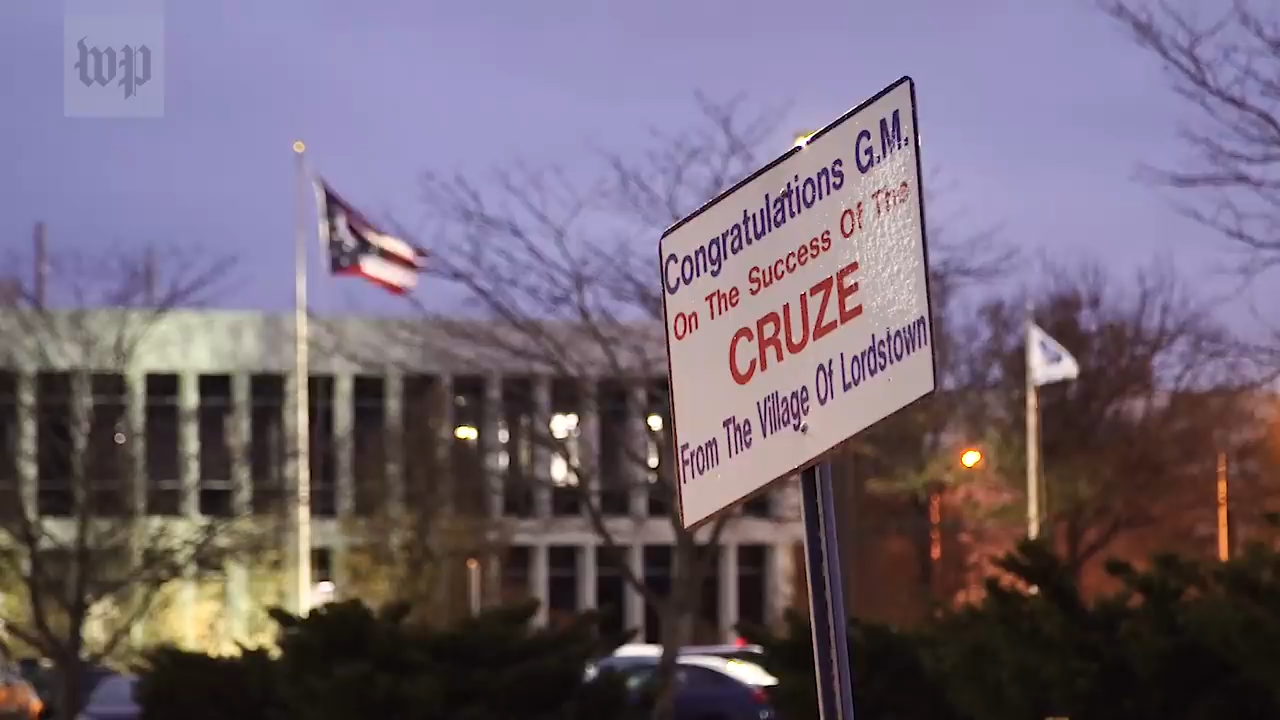 wp
Congratulations G.M.
On The Success Of The
CRUZE
From The Village Of Lordstown